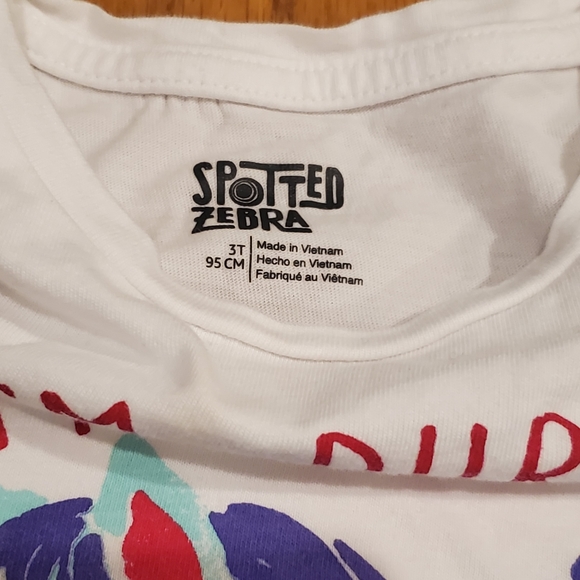 SPOTTED
ZEBRA
3T
95 CM
Made in Vietnam
Hecho en Vietnam
Fabriqué au Viêtnam